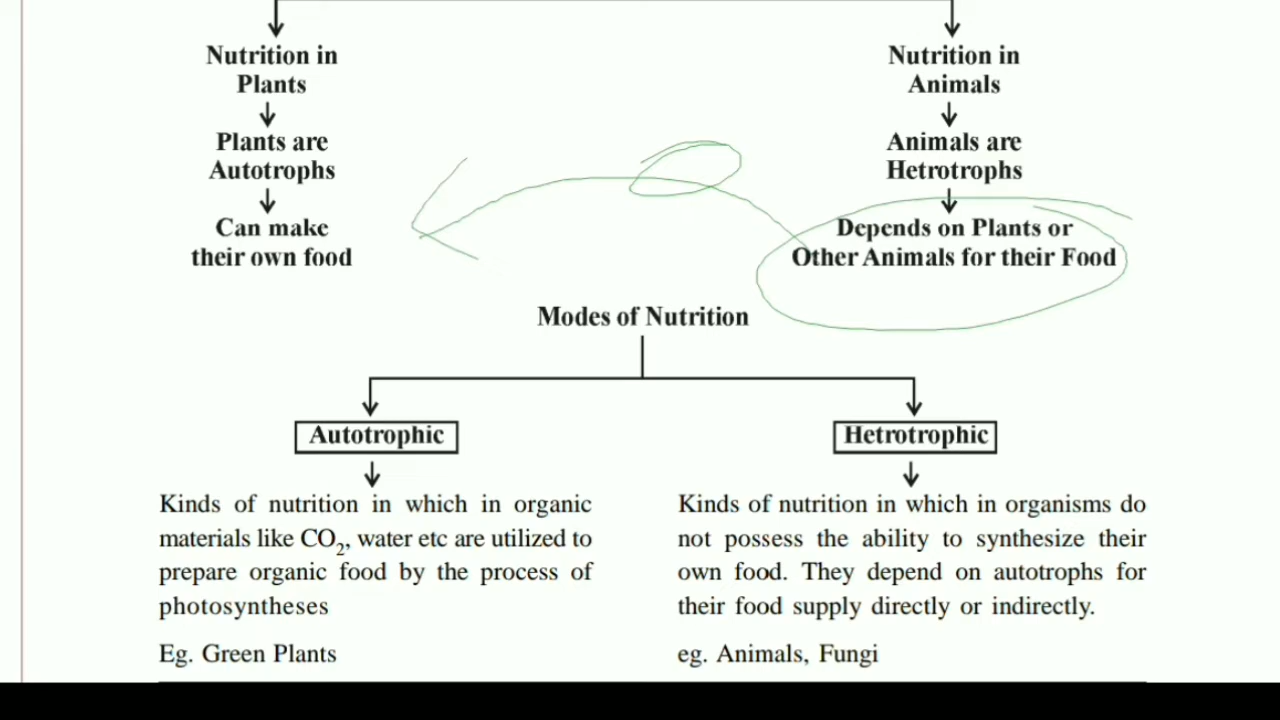 Nutrition in
Plants
Plants are
Autotrophs
Can make
their own food
Nutrition in
Animals
Animals are
Hetrotrophs
Depends on Plants or
Other Animals for their Food
Modes of Nutrition
Autotrophic
Kinds of nutrition in which in organic
materials like CO₂, water etc are utilized to
prepare organic food by the process of
photosyntheses
Eg. Green Plants
Hetrotrophic
Kinds of nutrition in which in organisms do
not possess the ability to synthesize their
own food. They depend on autotrophs for
their food supply directly or indirectly.
eg. Animals, Fungi